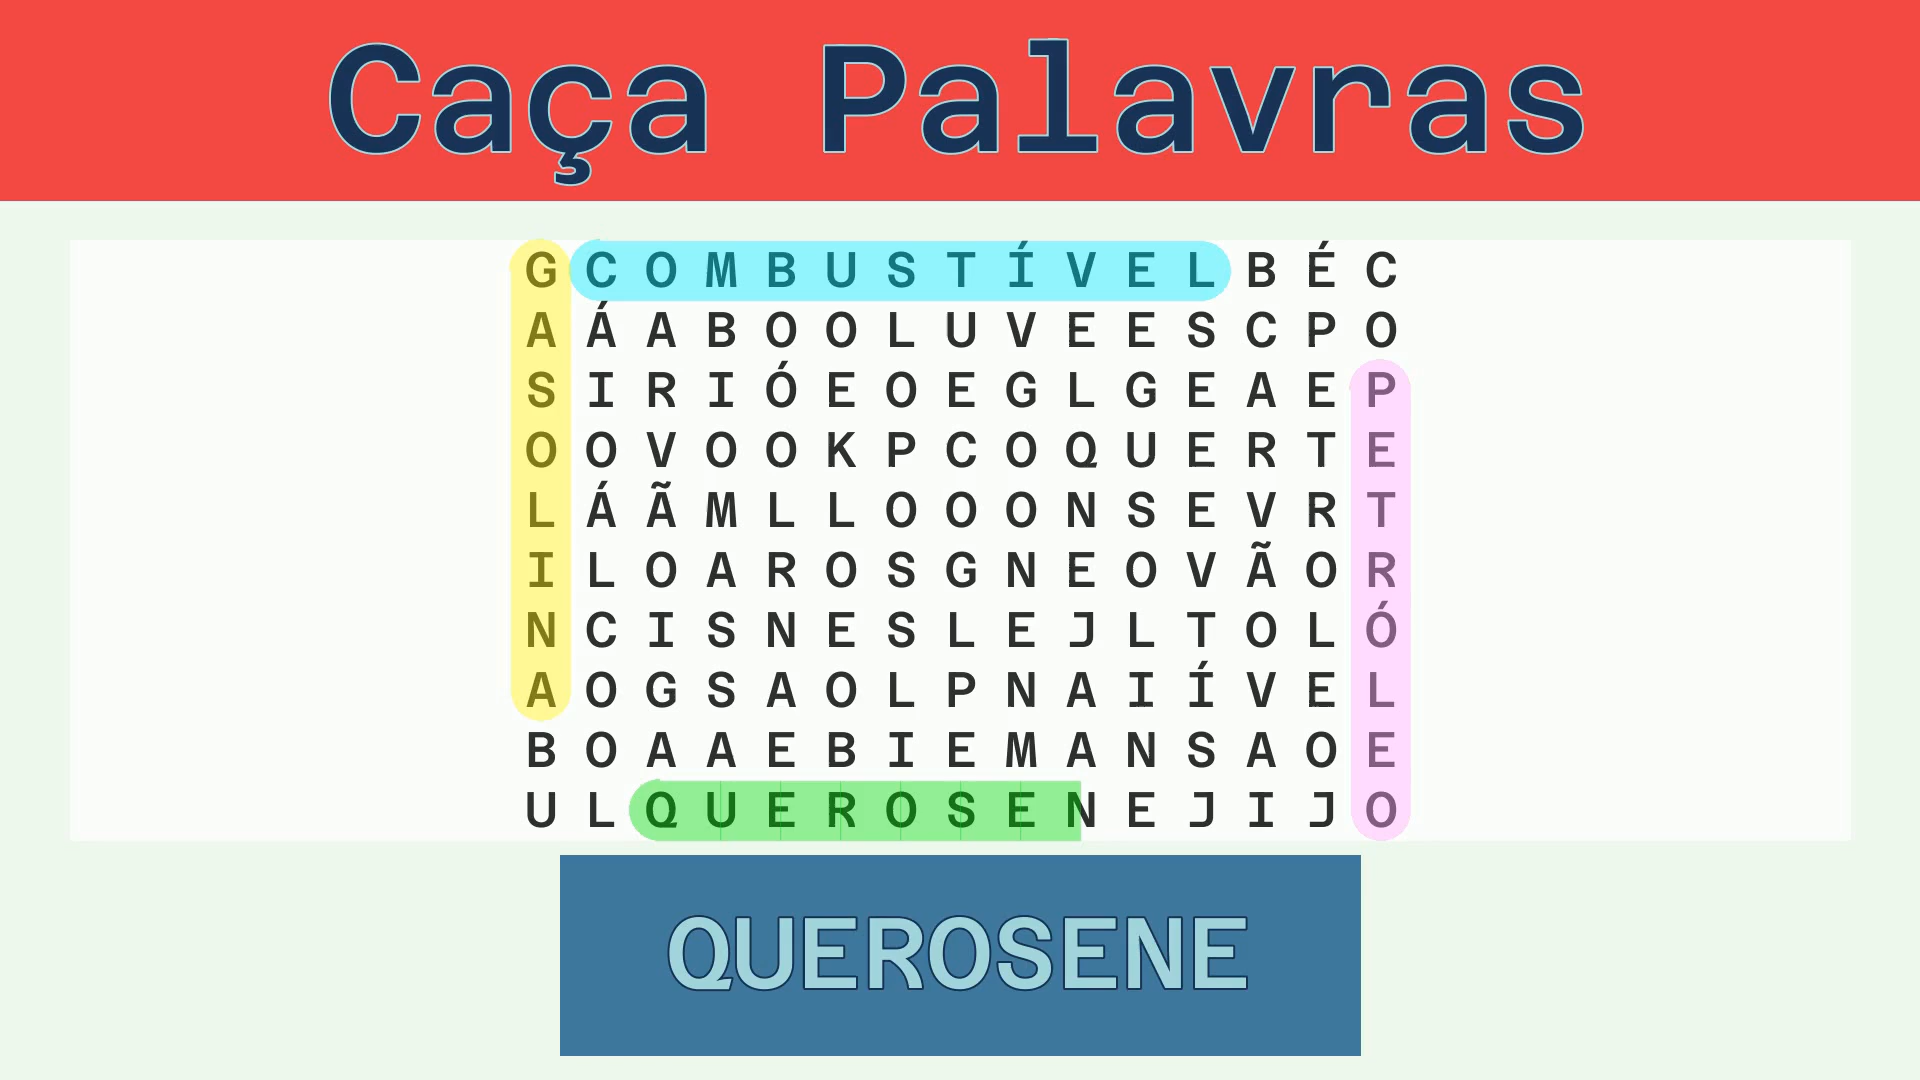 Caça Palavras
G C O M B U S T Í V E L B É C
A Á A B O O L U V E E S C P O
S I R I Ó E O E G L G E A E P
O O V O O K P C O Q U E R T E
L Á Ã M L L O O O N S E V R T
I L O A R O S G N E O V Ã O R
N C I S N E S L E J L T O L Ó
A O G S A O L P N A I Í V E L
B O A A E B I E M A N S A O E
U L Q U E R O S E N E J I J O
QUEROSENE